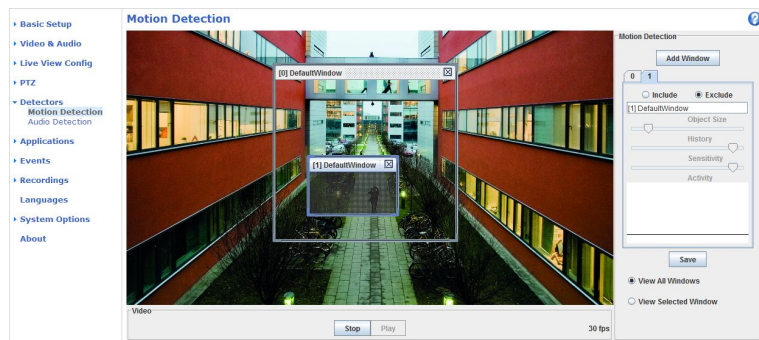 Basic Setup
Video & Audio
Live View Config
PTZ
Detectors
Motion Detection
Audio Detection
Applications
Events
Recordings
Languages
System Options
About
Motion Detection
?
[0] DefaultWindow
[1] DefaultWindow
Video
Stop
Play
30 fps
Motion Detection
Add Window
0 1
Include Exclude
[1] DefaultWindow
Object Size
History
Sensitivity
Activity
Save
View All Windows
View Selected Window